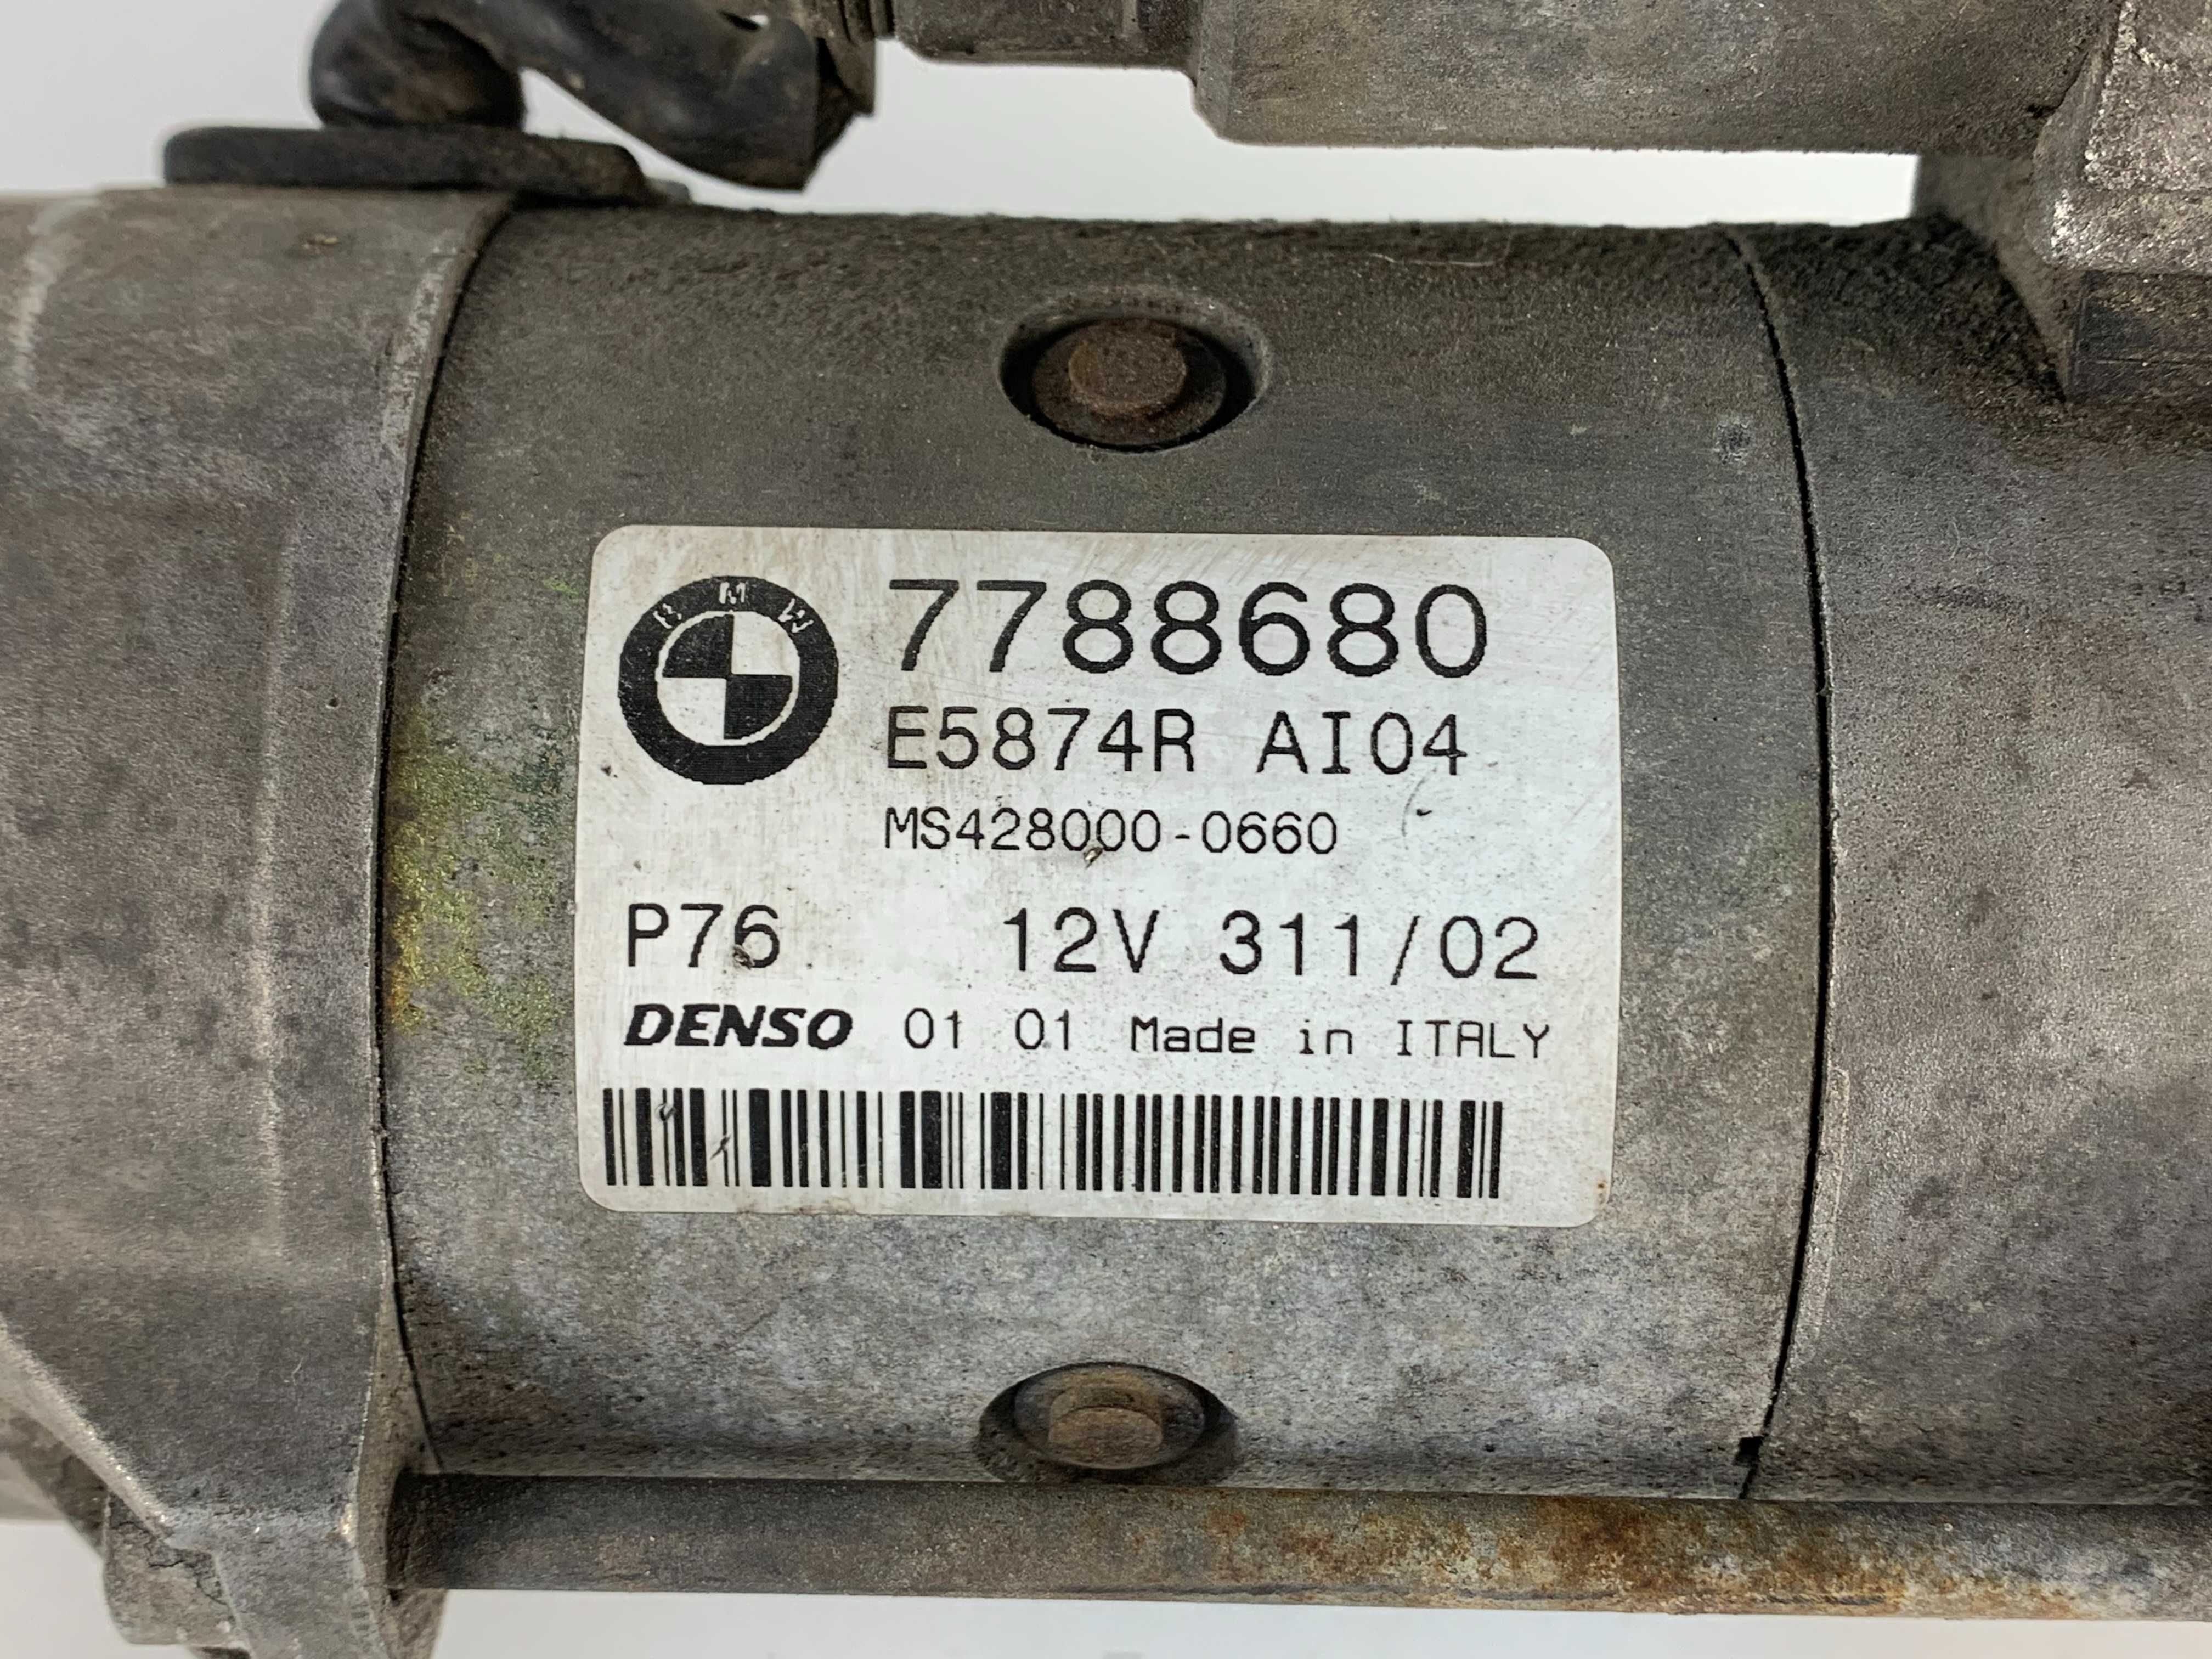 BMW
7788680
E5874R AI04
MS428000-0660
P76 12V 311/02
DENSO 01 01 Made in ITALY